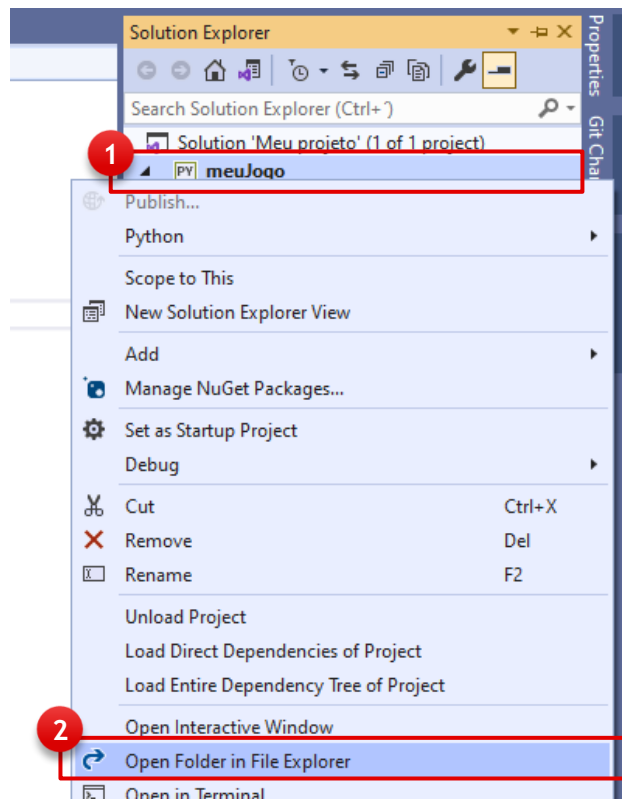 Solution Explorer
Properties
Search Solution Explorer (Ctrl+´)
Git
Solution 'Meu projeto' (1 of 1 project)
1
PY meuJogo
Publish...
Python
Scope to This
New Solution Explorer View
Add
Manage NuGet Packages...
Set as Startup Project
Debug
Cut Ctrl+X
Remove Del
Rename F2
Unload Project
Load Direct Dependencies of Project
Load Entire Dependency Tree of Project
Open Interactive Window
2
Open Folder in File Explorer
Open in Terminal